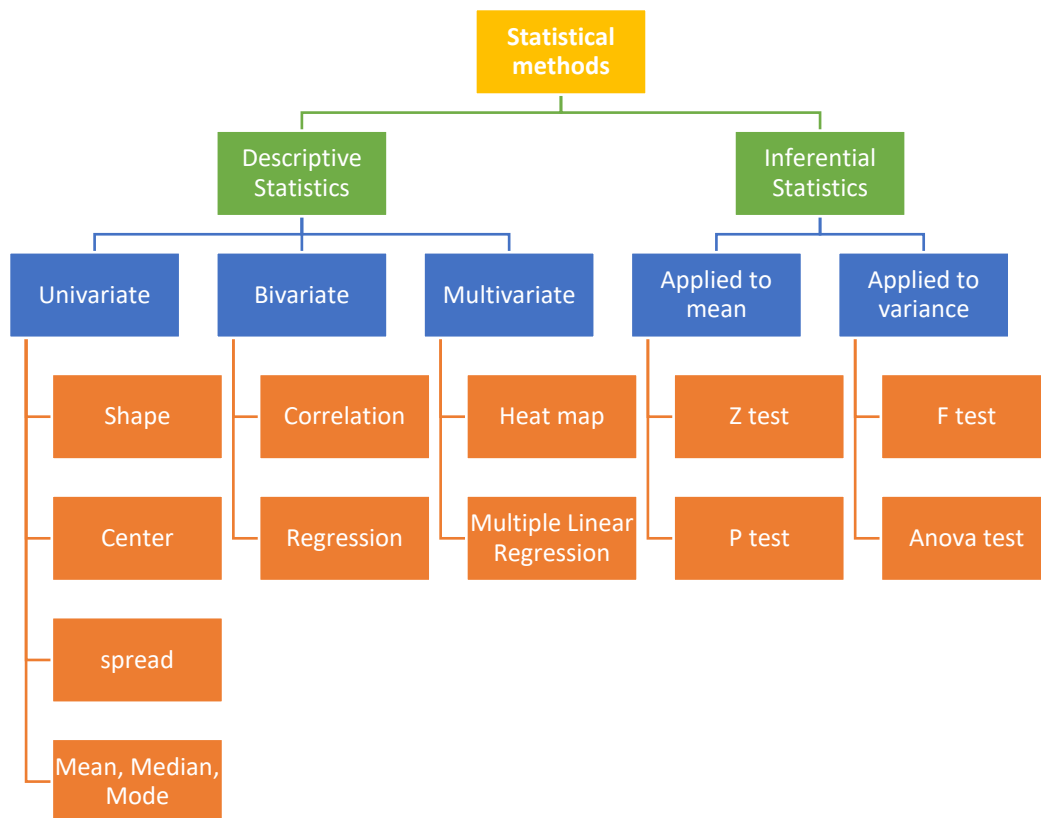 Statistical
methods
Descriptive
Statistics
Inferential
Statistics
Univariate
Bivariate
Multivariate
Applied to
mean
Applied to
variance
Shape
Correlation
Heat map
Z test
F test
Center
Regression
Multiple Linear
Regression
P test
Anova test
spread
Mean, Median,
Mode